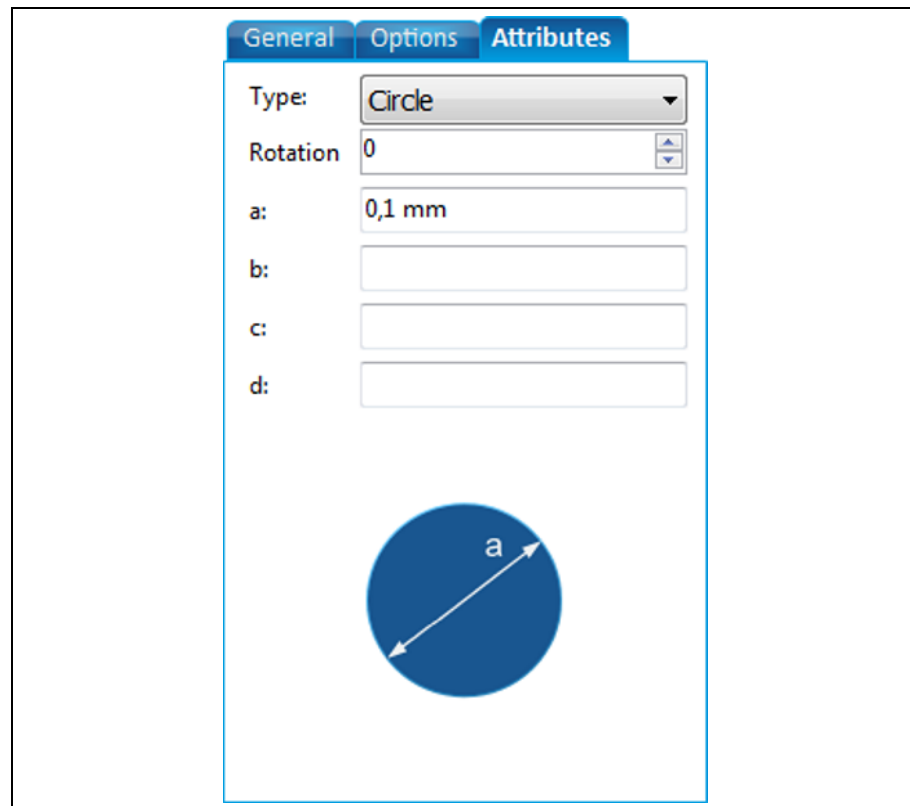 General Options Attributes
Type: Circle
Rotation 0
a: 0,1 mm
b:
c:
d:
a